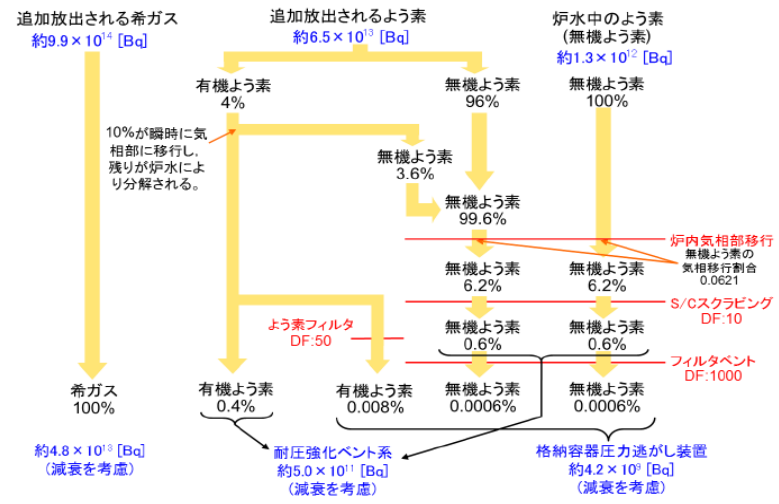 追加放出される希ガス
約9.9×10¹⁴ [Bq]
追加放出されるよう素
約6.5×10¹³ [Bq]
炉水中のよう素
(無機よう素)
約1.3×10¹² [Bq]
有機よう素
4%
無機よう素
96%
無機よう素
100%
10%が瞬時に気
相部に移行し，
残りが炉水によ
り分解される。
無機よう素
3.6%
無機よう素
99.6%
炉内気相部移行
無機よう素の
気相移行割合
0.0621
無機よう素
6.2%
無機よう素
6.2%
S/Cスクラビング
DF:10
よう素フィルタ
DF:50
無機よう素
0.6%
無機よう素
0.6%
フィルタベント
DF:1000
希ガス
100%
有機よう素
0.4%
有機よう素
0.008%
無機よう素
0.0006%
無機よう素
0.0006%
約4.8×10¹³ [Bq]
(減衰を考慮)
耐圧強化ベント系
約5.0×10¹¹ [Bq]
(減衰を考慮)
格納容器圧力逃がし装置
約4.2×10⁹ [Bq]
(減衰を考慮)